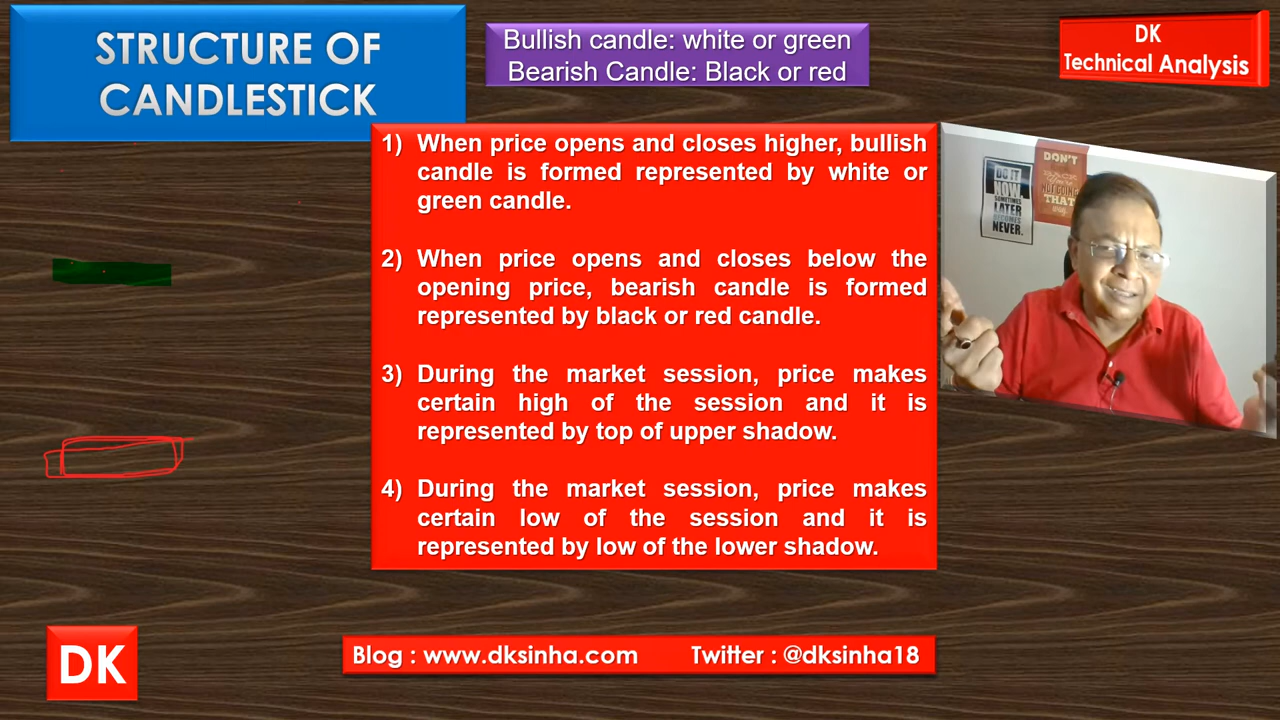 STRUCTURE OF
CANDLESTICK
Bullish candle: white or green
Bearish Candle: Black or red
DK
Technical Analysis
1) When price opens and closes higher, bullish
candle is formed represented by white or
green candle.
2) When price opens and closes below the
opening price, bearish candle is formed
represented by black or red candle.
3) During the market session, price makes
certain high of the session and it is
represented by top of upper shadow.
4) During the market session, price makes
certain low of the session and it is
represented by low of the lower shadow.
DO IT
NOW
SOMETIMES
LATER
BECOMES
NEVER.
DON'T
THAT
DK
Blog : www.dksinha.com
Twitter : @dksinha18